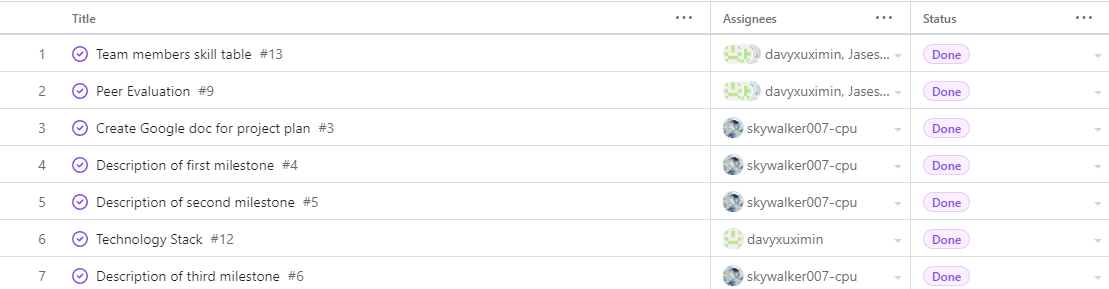 Title ... Assignees ... Status ...
1 Team members skill table #13 davyxuximin, Jases... Done
2 Peer Evaluation #9 davyxuximin, Jases... Done
3 Create Google doc for project plan #3 skywalker007-cpu Done
4 Description of first milestone #4 skywalker007-cpu Done
5 Description of second milestone #5 skywalker007-cpu Done
6 Technology Stack #12 davyxuximin Done
7 Description of third milestone #6 skywalker007-cpu Done